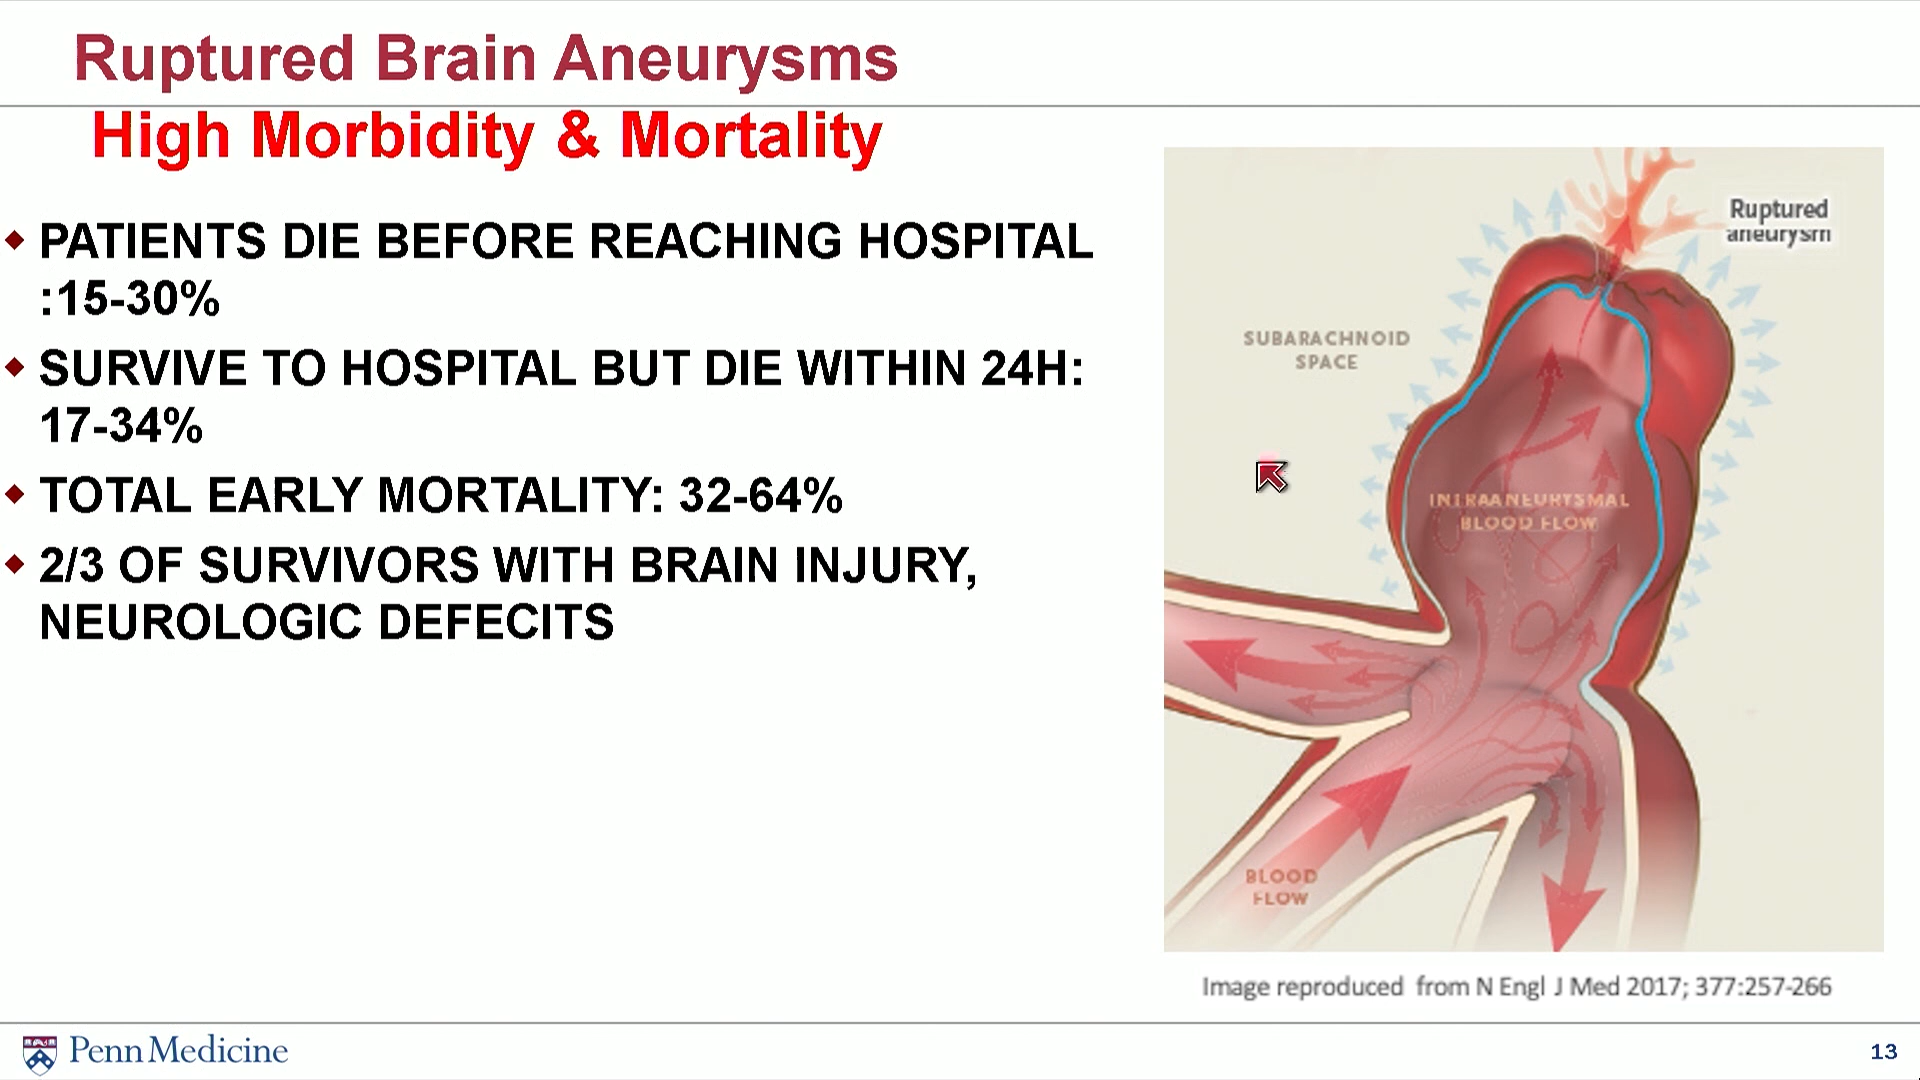 Ruptured Brain Aneurysms
High Morbidity & Mortality
PATIENTS DIE BEFORE REACHING HOSPITAL
:15-30%
SURVIVE TO HOSPITAL BUT DIE WITHIN 24H:
17-34%
TOTAL EARLY MORTALITY: 32-64%
2/3 OF SURVIVORS WITH BRAIN INJURY,
NEUROLOGIC DEFECITS
Ruptured
aneurysm
SUBARACHNOID
SPACE
INTRAANEURYSMAL
BLOOD FLOW
BLOOD
FLOW
Image reproduced from N Engl J Med 2017; 377:257-266
Penn Medicine
13